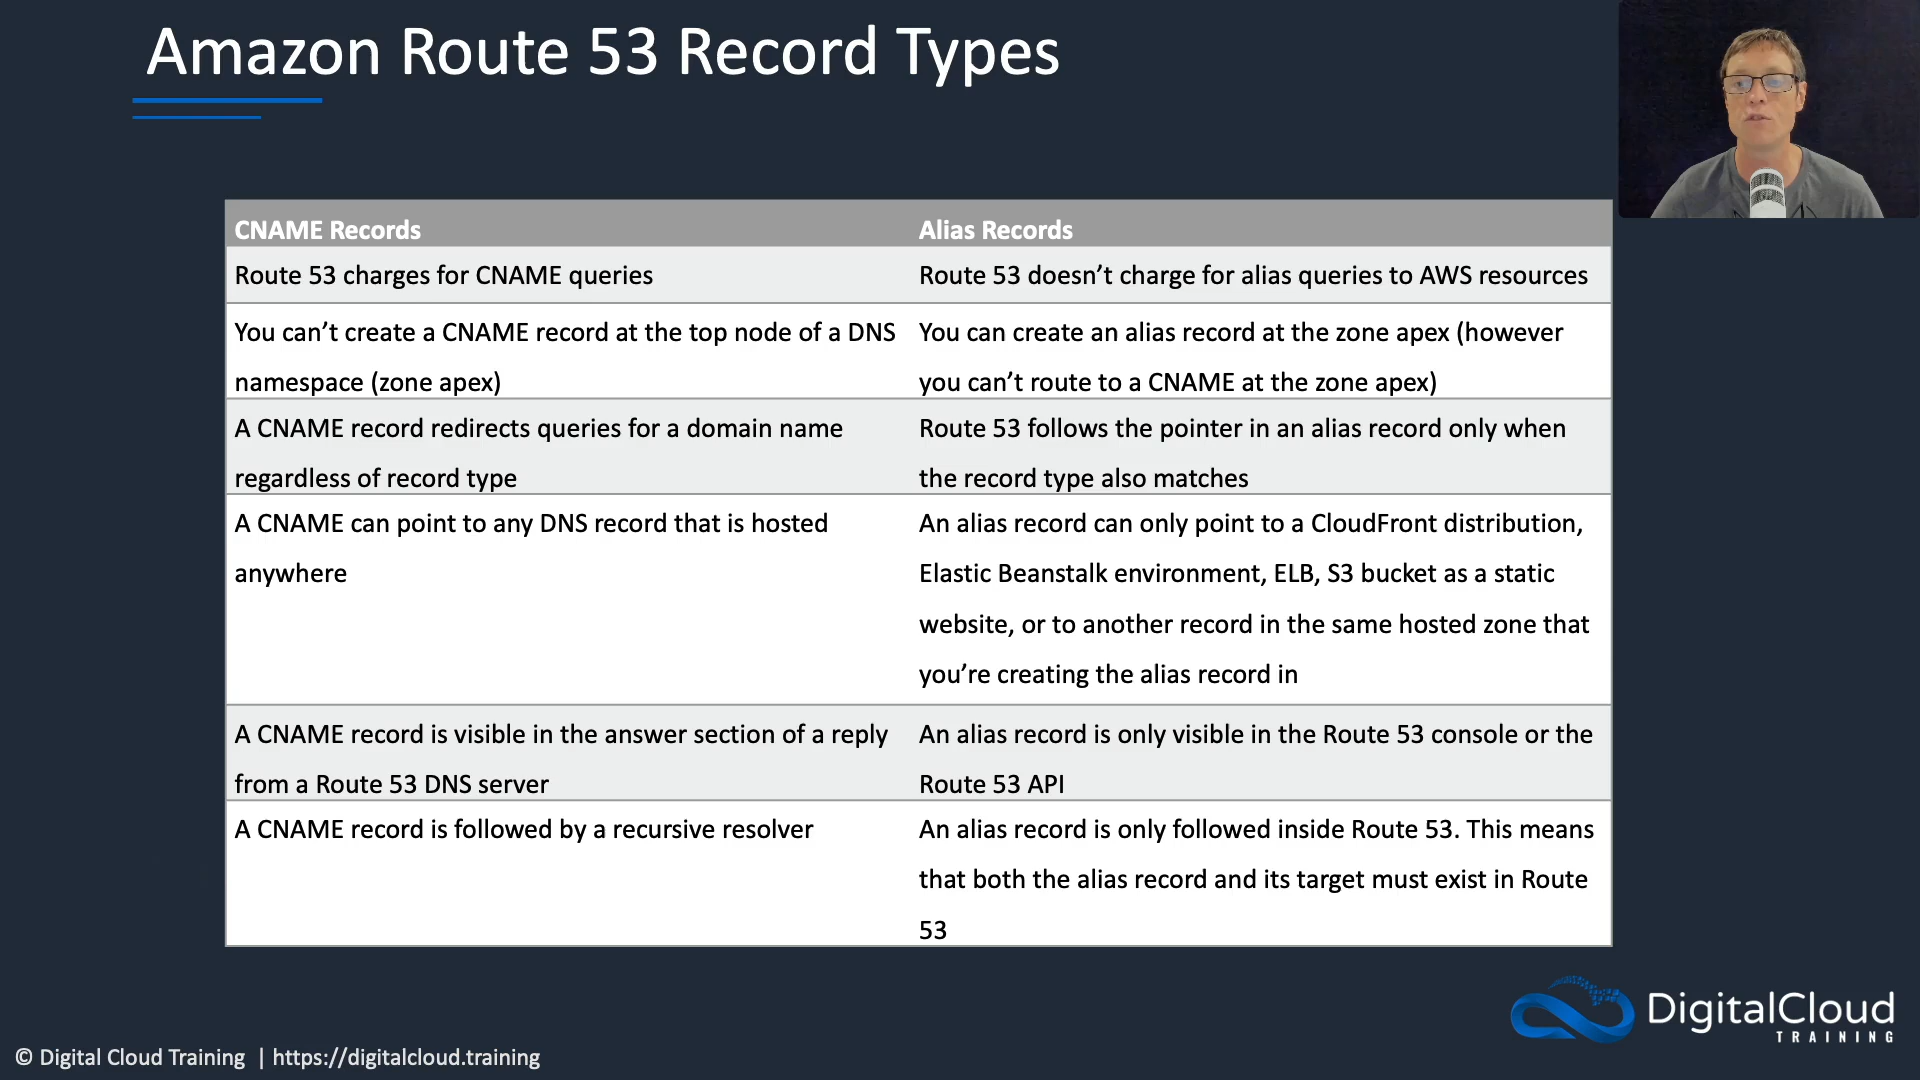 Amazon Route 53 Record Types
CNAME Records
Alias Records
Route 53 charges for CNAME queries
Route 53 doesn’t charge for alias queries to AWS resources
You can’t create a CNAME record at the top node of a DNS
namespace (zone apex)
You can create an alias record at the zone apex (however
you can’t route to a CNAME at the zone apex)
A CNAME record redirects queries for a domain name
regardless of record type
Route 53 follows the pointer in an alias record only when
the record type also matches
A CNAME can point to any DNS record that is hosted
anywhere
An alias record can only point to a CloudFront distribution,
Elastic Beanstalk environment, ELB, S3 bucket as a static
website, or to another record in the same hosted zone that
you’re creating the alias record in
A CNAME record is visible in the answer section of a reply
from a Route 53 DNS server
An alias record is only visible in the Route 53 console or the
Route 53 API
A CNAME record is followed by a recursive resolver
An alias record is only followed inside Route 53. This means
that both the alias record and its target must exist in Route
53
DigitalCloud
TRAINING
© Digital Cloud Training | https://digitalcloud.training